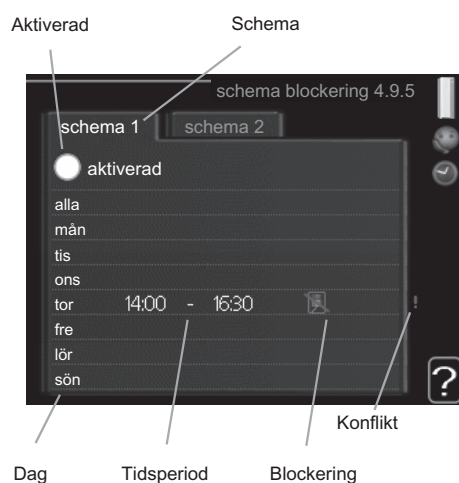 Aktiverad Schema
schema blockering 4.9.5
schema 1 schema 2
aktiverad
alla
mån
tis
ons
tor 14:00 - 16:30 !
fre
lör
sön
?
Konflikt
Dag Tidsperiod Blockering